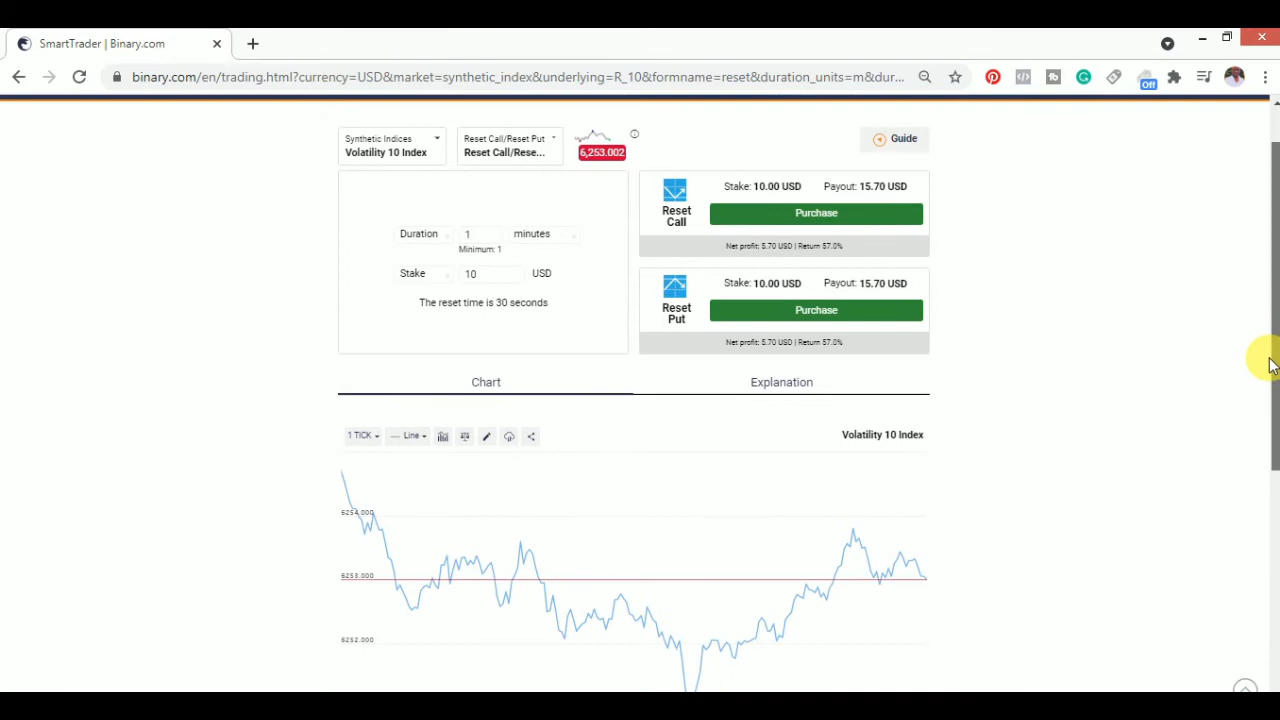 SmartTrader | Binary.com
binary.com/en/trading.html?currency=USD&market=synthetic_index&underlying=R_10&formname=reset&duration_units=m&dur...
Off
Synthetic Indices
Volatility 10 Index
Reset Call/Reset Put
Reset Call/Rese...
6,253.002
Guide
Duration 1 minutes
Minimum: 1
Stake 10 USD
The reset time is 30 seconds
Reset Call
Stake: 10.00 USD Payout: 15.70 USD
Purchase
Net profit: 5.70 USD | Return 57.0%
Reset Put
Stake: 10.00 USD Payout: 15.70 USD
Purchase
Net profit: 5.70 USD | Return 57.0%
Chart Explanation
1 TICK Line Volatility 10 Index
6254.000
6253.000
6252.000